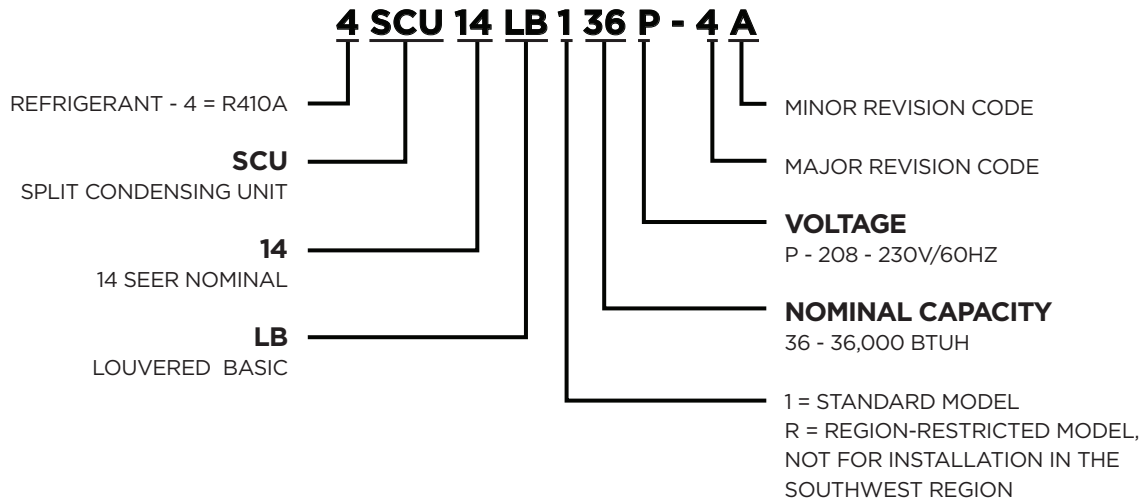 4 SCU 14 LB 1 36 P - 4 A
REFRIGERANT - 4 = R410A
SCU
SPLIT CONDENSING UNIT
14
14 SEER NOMINAL
LB
LOUVERED BASIC
MINOR REVISION CODE
MAJOR REVISION CODE
VOLTAGE
P - 208 - 230V/60HZ
NOMINAL CAPACITY
36 - 36,000 BTUH
1 = STANDARD MODEL
R = REGION-RESTRICTED MODEL,
NOT FOR INSTALLATION IN THE
SOUTHWEST REGION